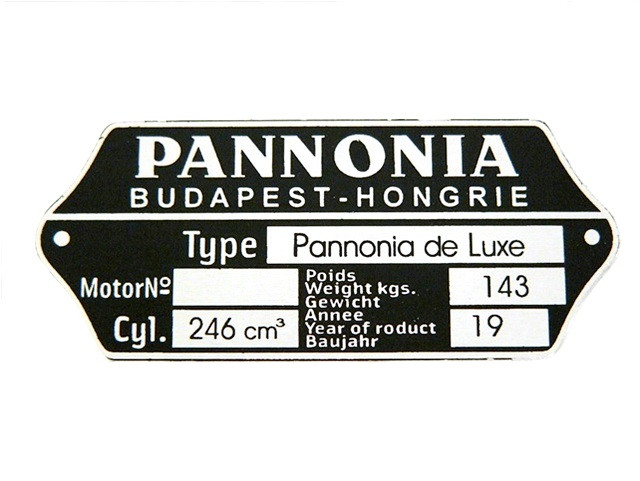 PANNONIA
BUDAPEST-HONGRIE
Type Pannonia de Luxe
MotorNº
Poids
Weight kgs. 143
Gewicht
Cyl. 246 cm³
Annee
Year of roduct 19
Baujahr